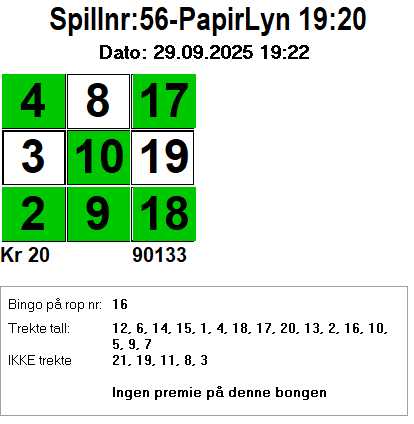 Spillnr:56-PapirLyn 19:20
Dato: 29.09.2025 19:22
4 8 17
3 10 19
2 9 18
Kr 20 90133
Bingo på rop nr: 16
Trekte tall: 12, 6, 14, 15, 1, 4, 18, 17, 20, 13, 2, 16, 10,
5, 9, 7
IKKE trekte 21, 19, 11, 8, 3
Ingen premie på denne bongen